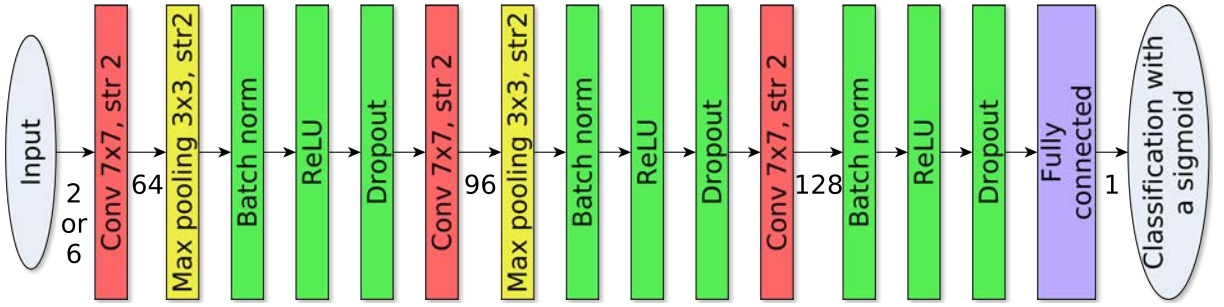 Input
2
or
6
Conv 7x7, str 2
64
Max pooling 3x3, str2
Batch norm
ReLU
Dropout
Conv 7x7, str 2
96
Max pooling 3x3, str2
Batch norm
ReLU
Dropout
Conv 7x7, str 2
128
Batch norm
ReLU
Dropout
Fully
connected
1
Classification with
a sigmoid